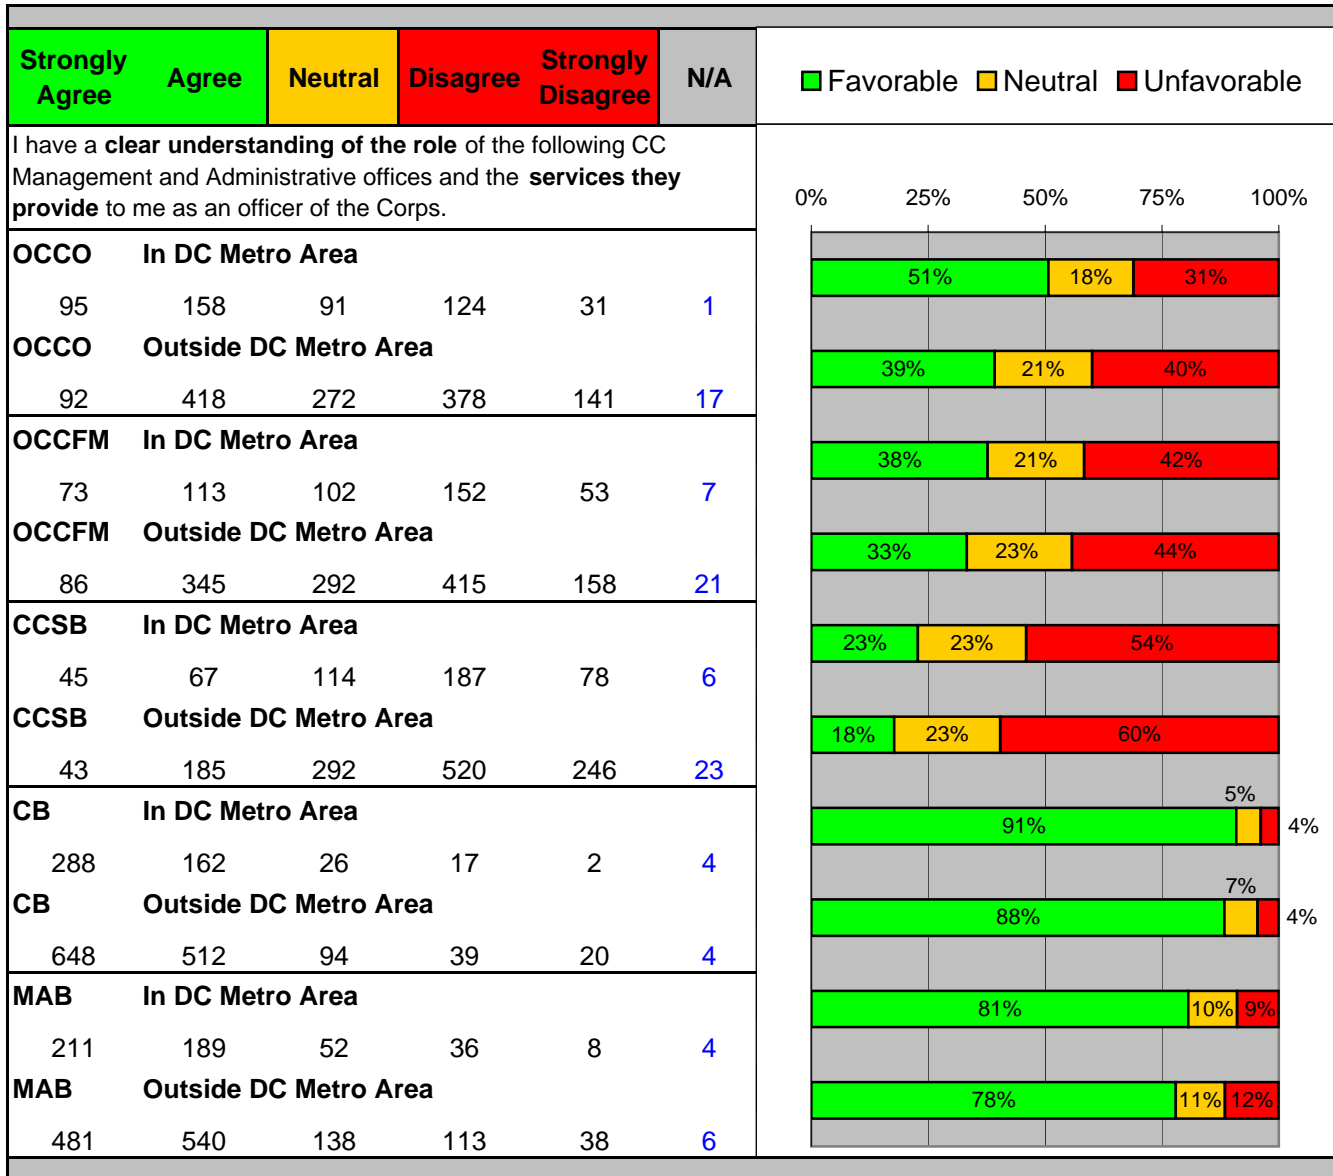 Strongly Agree Agree Neutral Disagree Strongly Disagree N/A
Favorable Neutral Unfavorable
I have a clear understanding of the role of the following CC
Management and Administrative offices and the services they
provide to me as an officer of the Corps.
0% 25% 50% 75% 100%
OCCO In DC Metro Area
95 158 91 124 31 1
51% 18% 31%
OCCO Outside DC Metro Area
92 418 272 378 141 17
39% 21% 40%
OCCFM In DC Metro Area
73 113 102 152 53 7
38% 21% 42%
OCCFM Outside DC Metro Area
86 345 292 415 158 21
33% 23% 44%
CCSB In DC Metro Area
45 67 114 187 78 6
23% 23% 54%
CCSB Outside DC Metro Area
43 185 292 520 246 23
18% 23% 60%
CB In DC Metro Area
288 162 26 17 2 4
91% 5% 4%
CB Outside DC Metro Area
648 512 94 39 20 4
88% 7% 4%
MAB In DC Metro Area
211 189 52 36 8 4
81% 10% 9%
MAB Outside DC Metro Area
481 540 138 113 38 6
78% 11% 12%